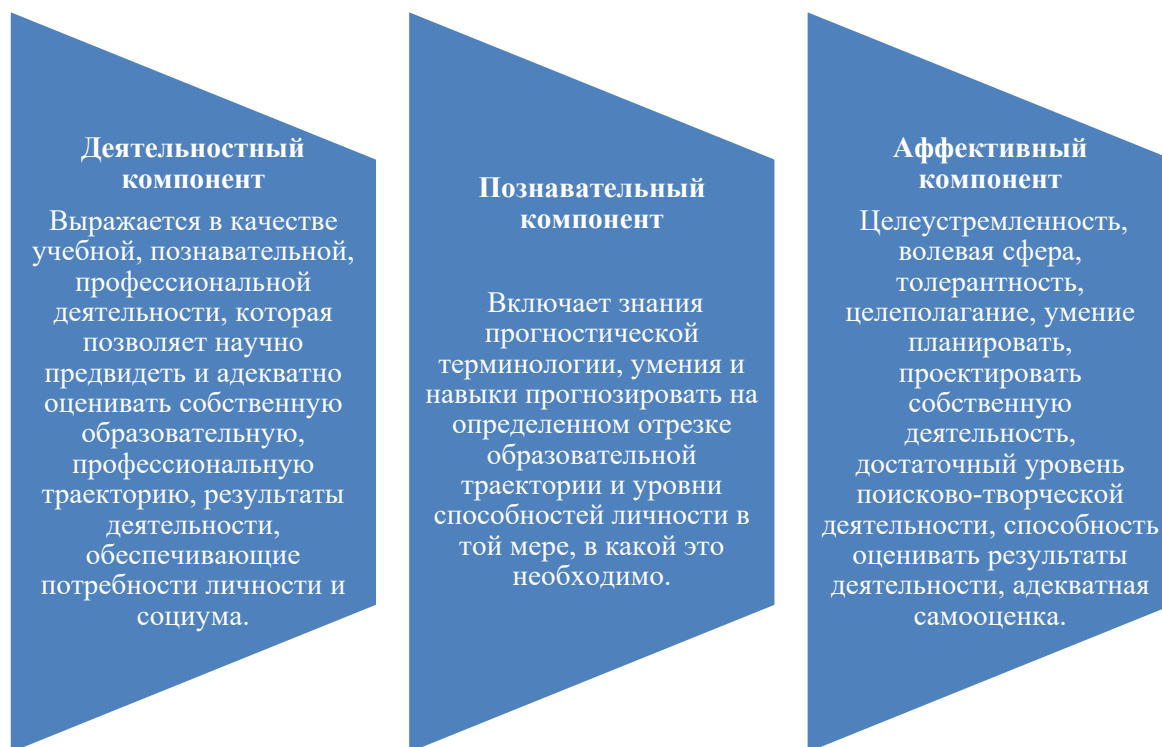 Деятельностный
компонент
Выражается в качестве
учебной, познавательной,
профессиональной
деятельности, которая
позволяет научно
предвидеть и адекватно
оценивать собственную
образовательную,
профессиональную
траекторию, результаты
деятельности,
обеспечивающие
потребности личности и
социума.
Познавательный
компонент
Включает знания
прогностической
терминологии, умения и
навыки прогнозировать на
определенном отрезке
образовательной
траектории и уровни
способностей личности в
той мере, в какой это
необходимо.
Аффективный
компонент
Целеустремленность,
волевая сфера,
толерантность,
целеполагание, умение
планировать,
проектировать
собственную
деятельность,
достаточный уровень
поисково-творческой
деятельности, способность
оценивать результаты
деятельности, адекватная
самооценка.